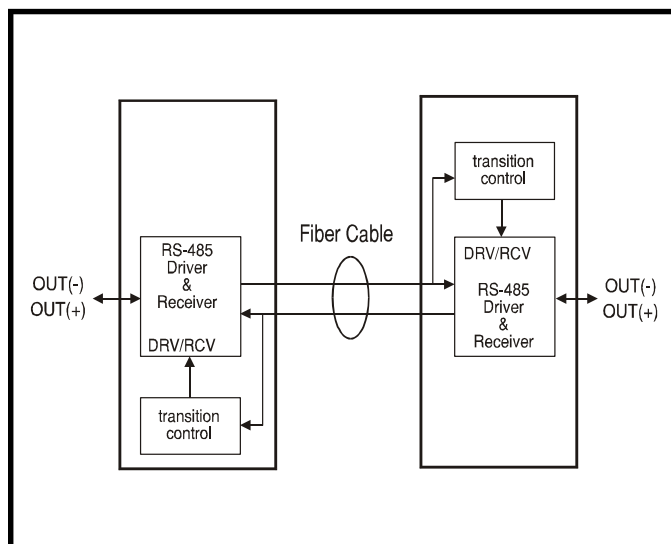 transition
control
Fiber Cable
RS-485
Driver
&
Receiver
DRV/RCV
OUT(-)
OUT(+)
DRV/RCV
RS-485
Driver
&
Receiver
OUT(-)
OUT(+)
transition
control